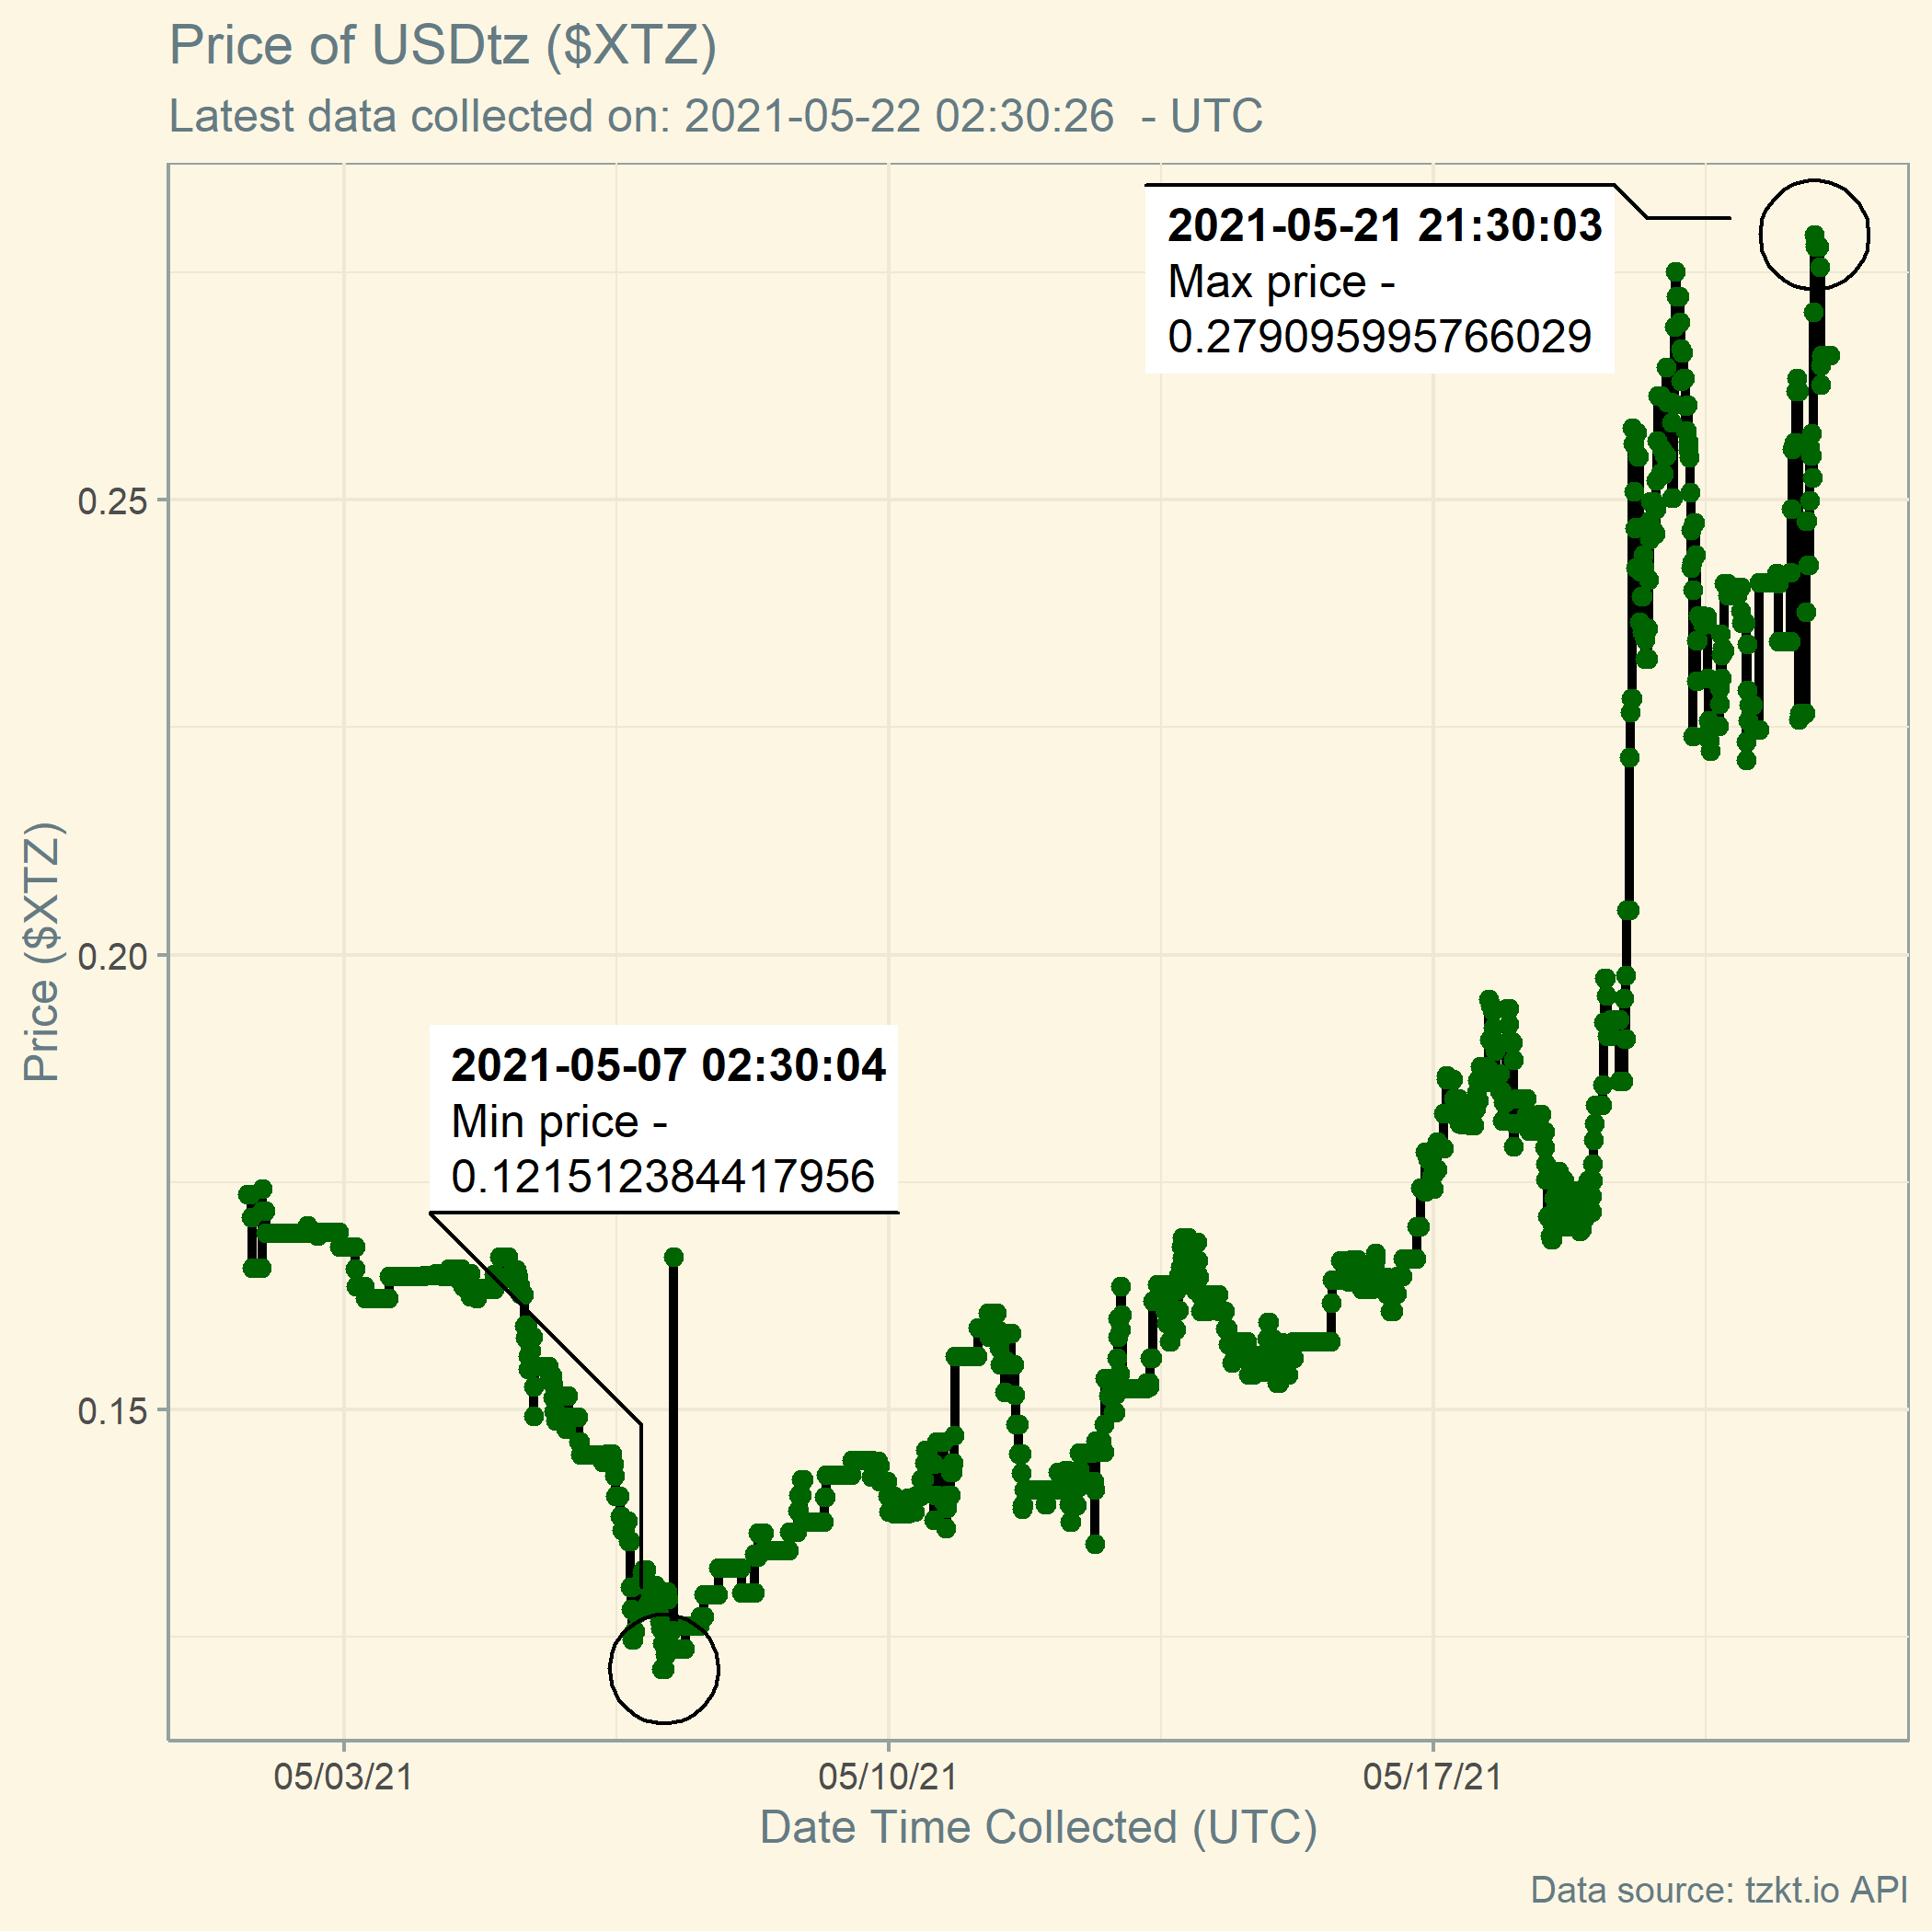 Price of USDtz ($XTZ)
Latest data collected on: 2021-05-22 02:30:26  - UTC
2021-05-21 21:30:03
Max price -
0.279095995766029
0.25
0.20
0.15
Price ($XTZ)
2021-05-07 02:30:04
Min price -
0.121512384417956
05/03/21
05/10/21
05/17/21
Date Time Collected (UTC)
Data source: tzkt.io API